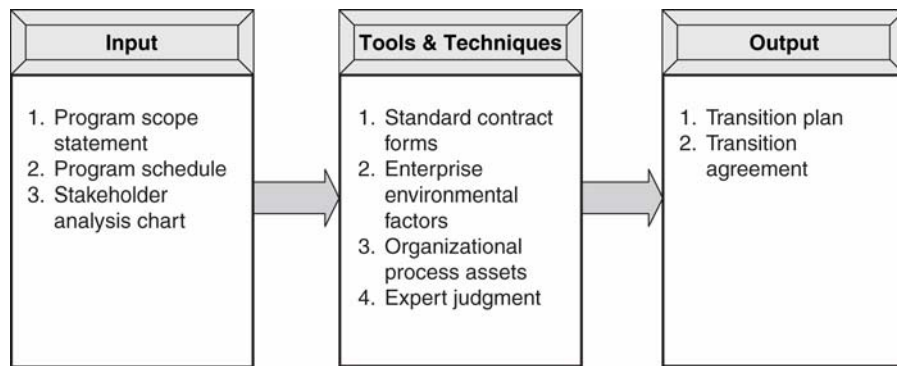 Input
1. Program scope
statement
2. Program schedule
3. Stakeholder
analysis chart
Tools & Techniques
1. Standard contract
forms
2. Enterprise
environmental
factors
3. Organizational
process assets
4. Expert judgment
Output
1. Transition plan
2. Transition
agreement